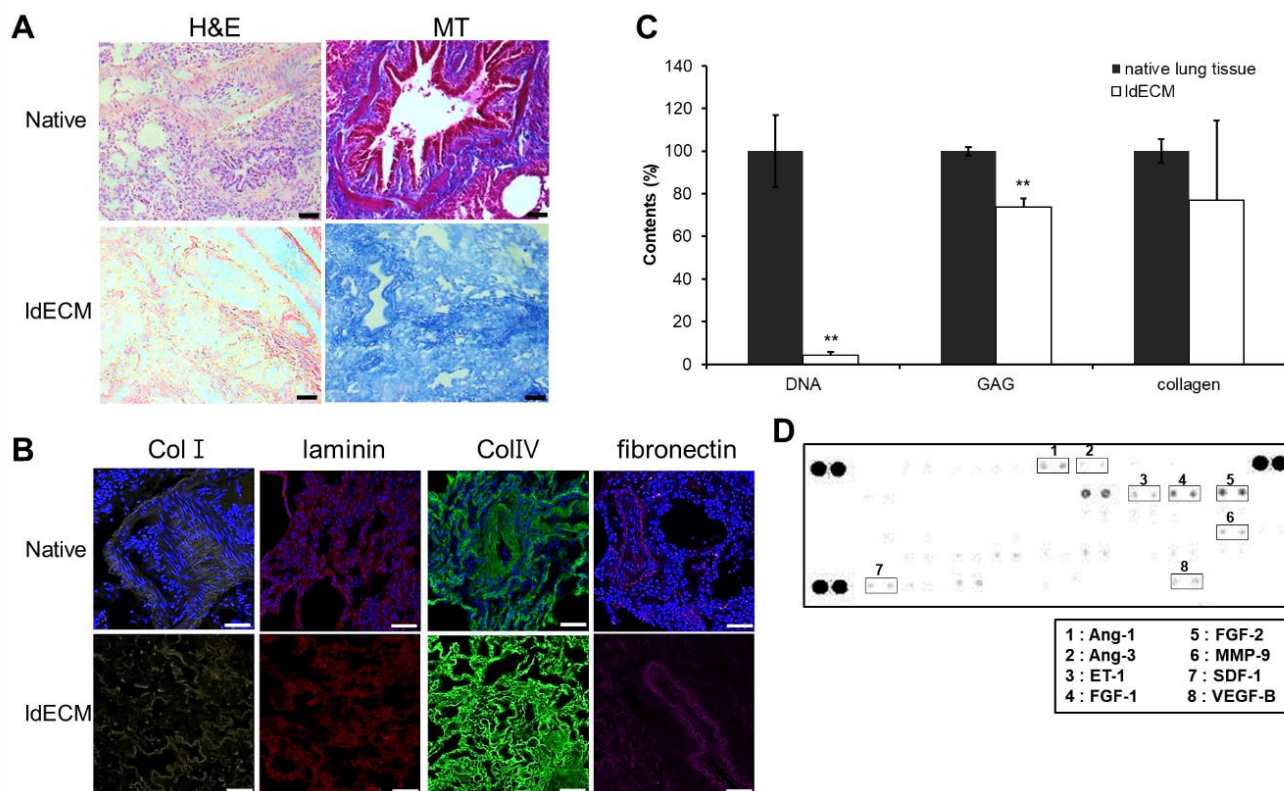 A
H&E
MT
Native
ldECM
B
Col I
laminin
ColIV
fibronectin
Native
ldECM
C
140
120
100
80
60
40
20
0
Contents (%)
native lung tissue
ldECM
**
**
DNA
GAG
collagen
D
1
2
3
4
5
6
7
8
1 : Ang-1
5 : FGF-2
2 : Ang-3
6 : MMP-9
3 : ET-1
7 : SDF-1
4 : FGF-1
8 : VEGF-B